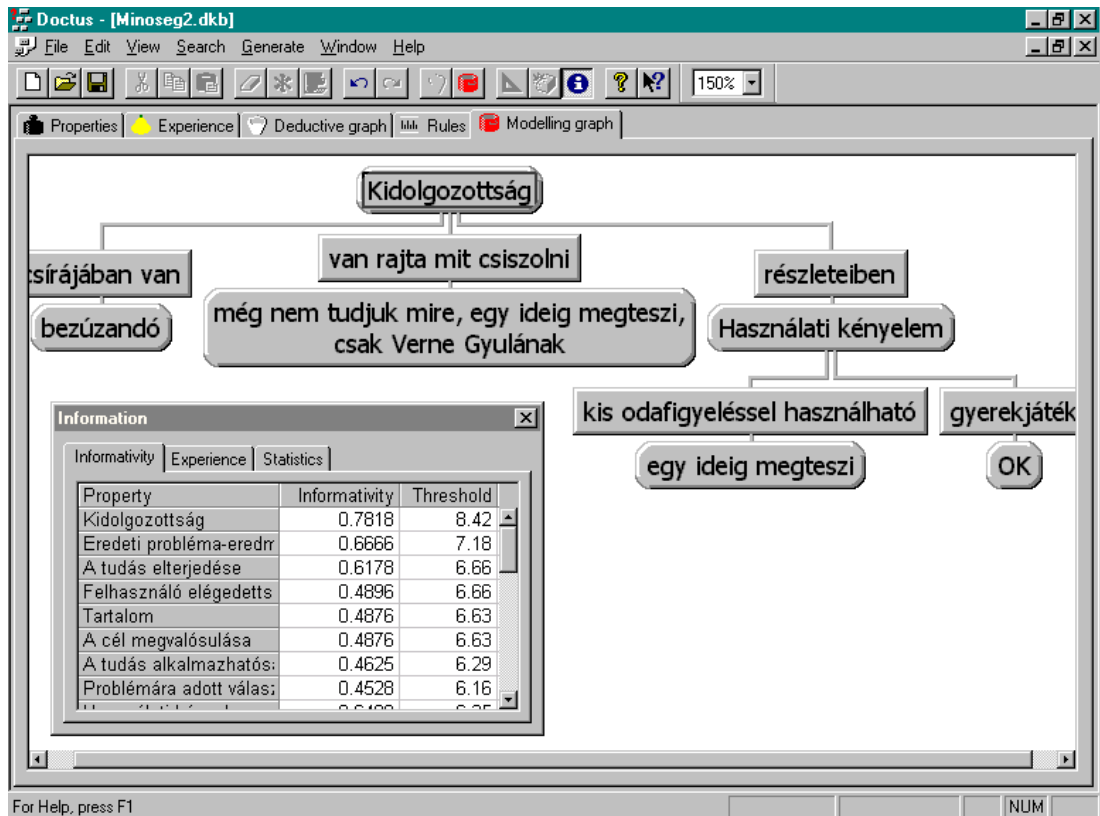 Doctus - [Minoseg2.dkb]
File Edit View Search Generate Window Help
150%
Properties Experience Deductive graph Rules Modelling graph
Kidolgozottság
csírájában van
van rajta mit csiszolni
részleteiben
bezúzandó
még nem tudjuk mire, egy ideig megteszi,
csak Verne Gyulának
Használati kényelem
kis odafigyeléssel használható
gyerekjáték
egy ideig megteszi
OK
Information
Informativity Experience Statistics
Property Informativity Threshold
Kidolgozottság 0.7818 8.42
Eredeti probléma-eredm 0.6666 7.18
A tudás elterjedése 0.6178 6.66
Felhasználó elégedetts 0.4896 6.66
Tartalom 0.4876 6.63
A cél megvalósulása 0.4876 6.63
A tudás alkalmazhatós 0.4625 6.29
Problémára adott válas 0.4528 6.16
For Help, press F1
NUM